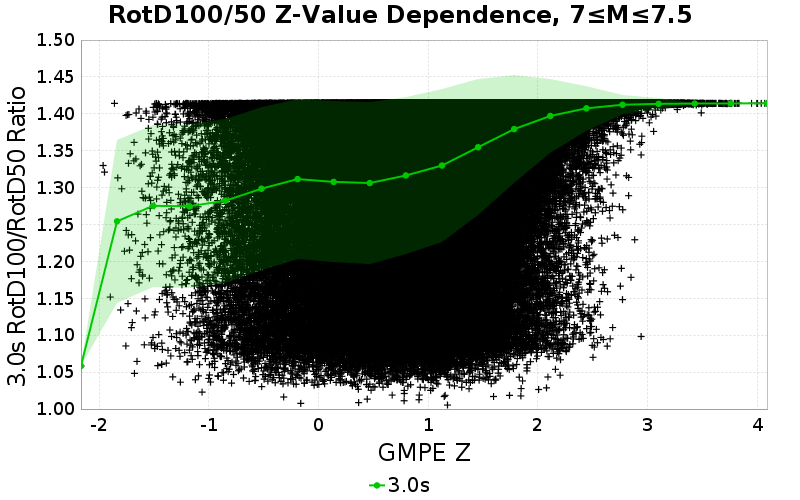 RotD100/50 Z-Value Dependence, 7≤M≤7.5
3.0s RotD100/RotD50 Ratio
1.50
1.45
1.40
1.35
1.30
1.25
1.20
1.15
1.10
1.05
1.00
-2 -1 0 1 2 3 4
GMPE Z
3.0s